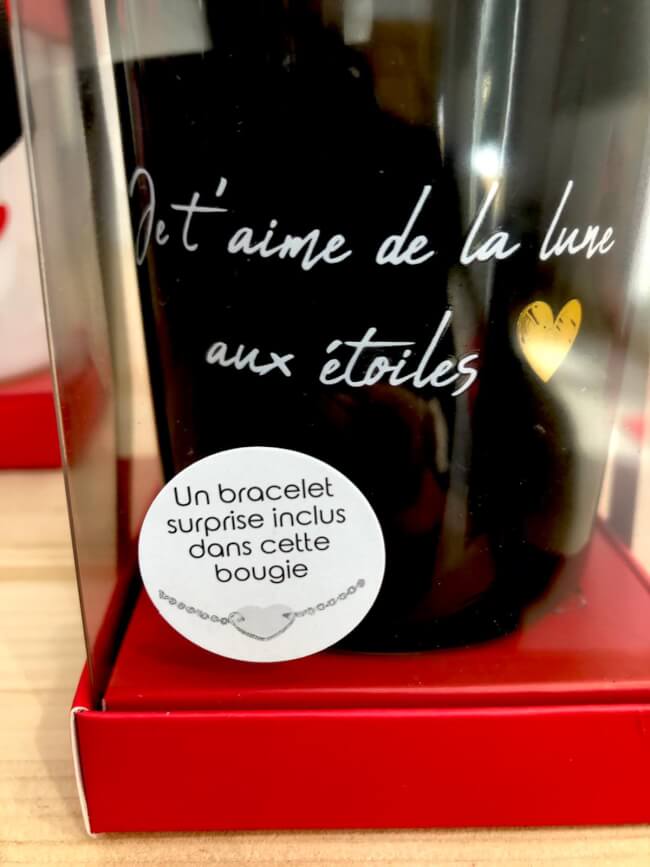 Je t'aime de la lune
aux étoiles
Un bracelet
surprise inclus
dans cette
bougie